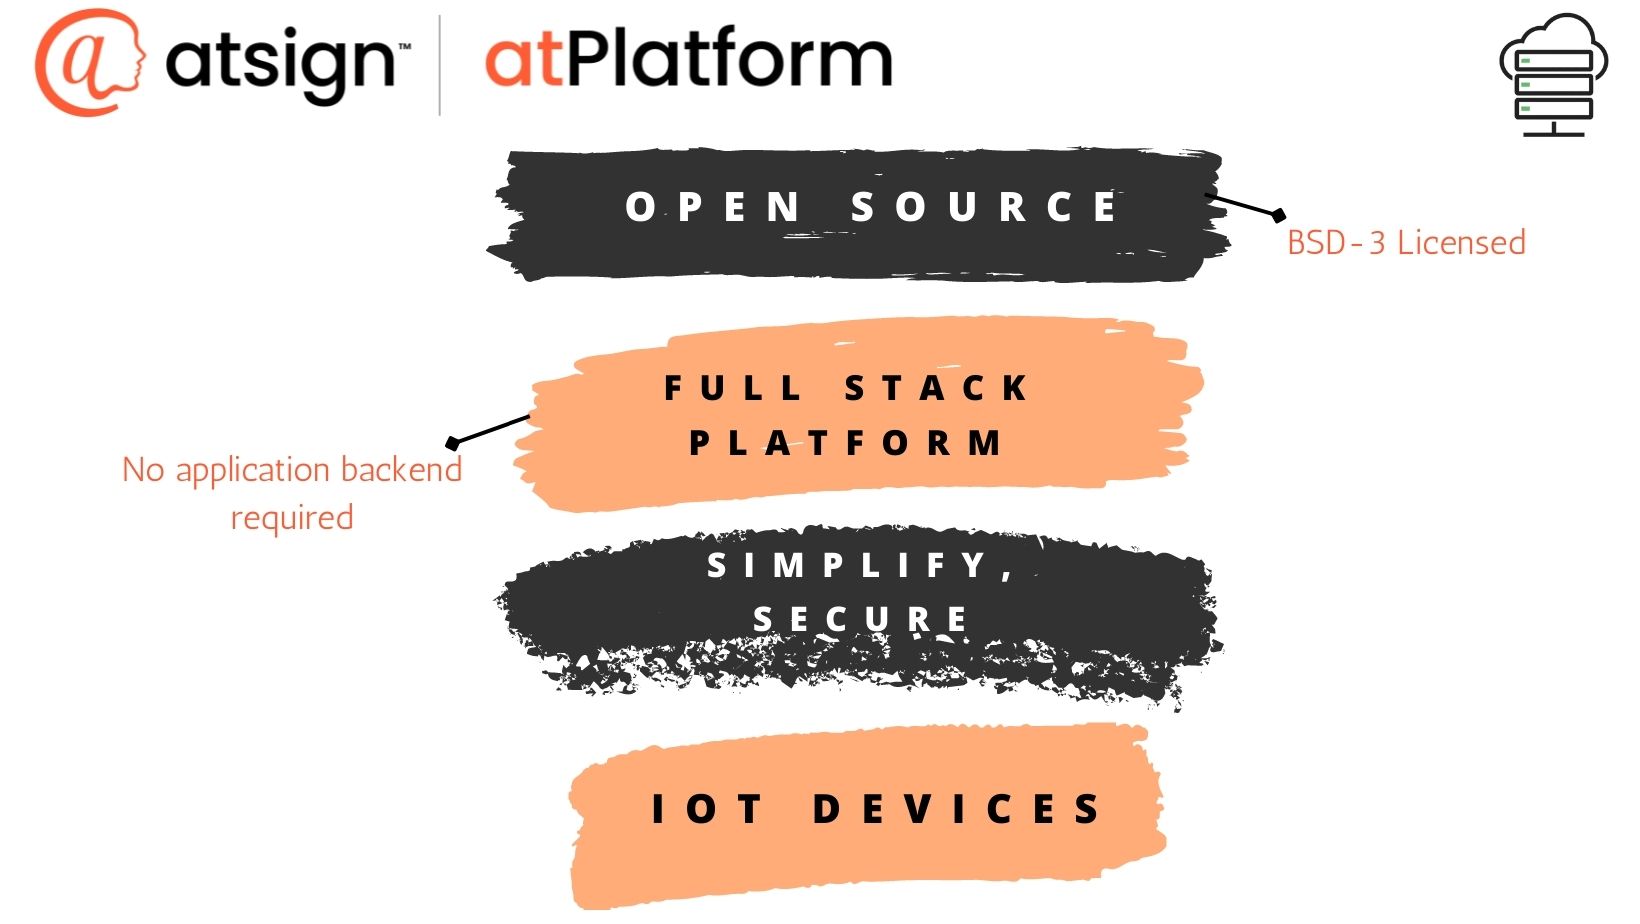 atsign™ | atPlatform
OPEN SOURCE
BSD-3 Licensed
FULL STACK
PLATFORM
No application backend
required
SIMPLIFY,
SECURE
IOT DEVICES